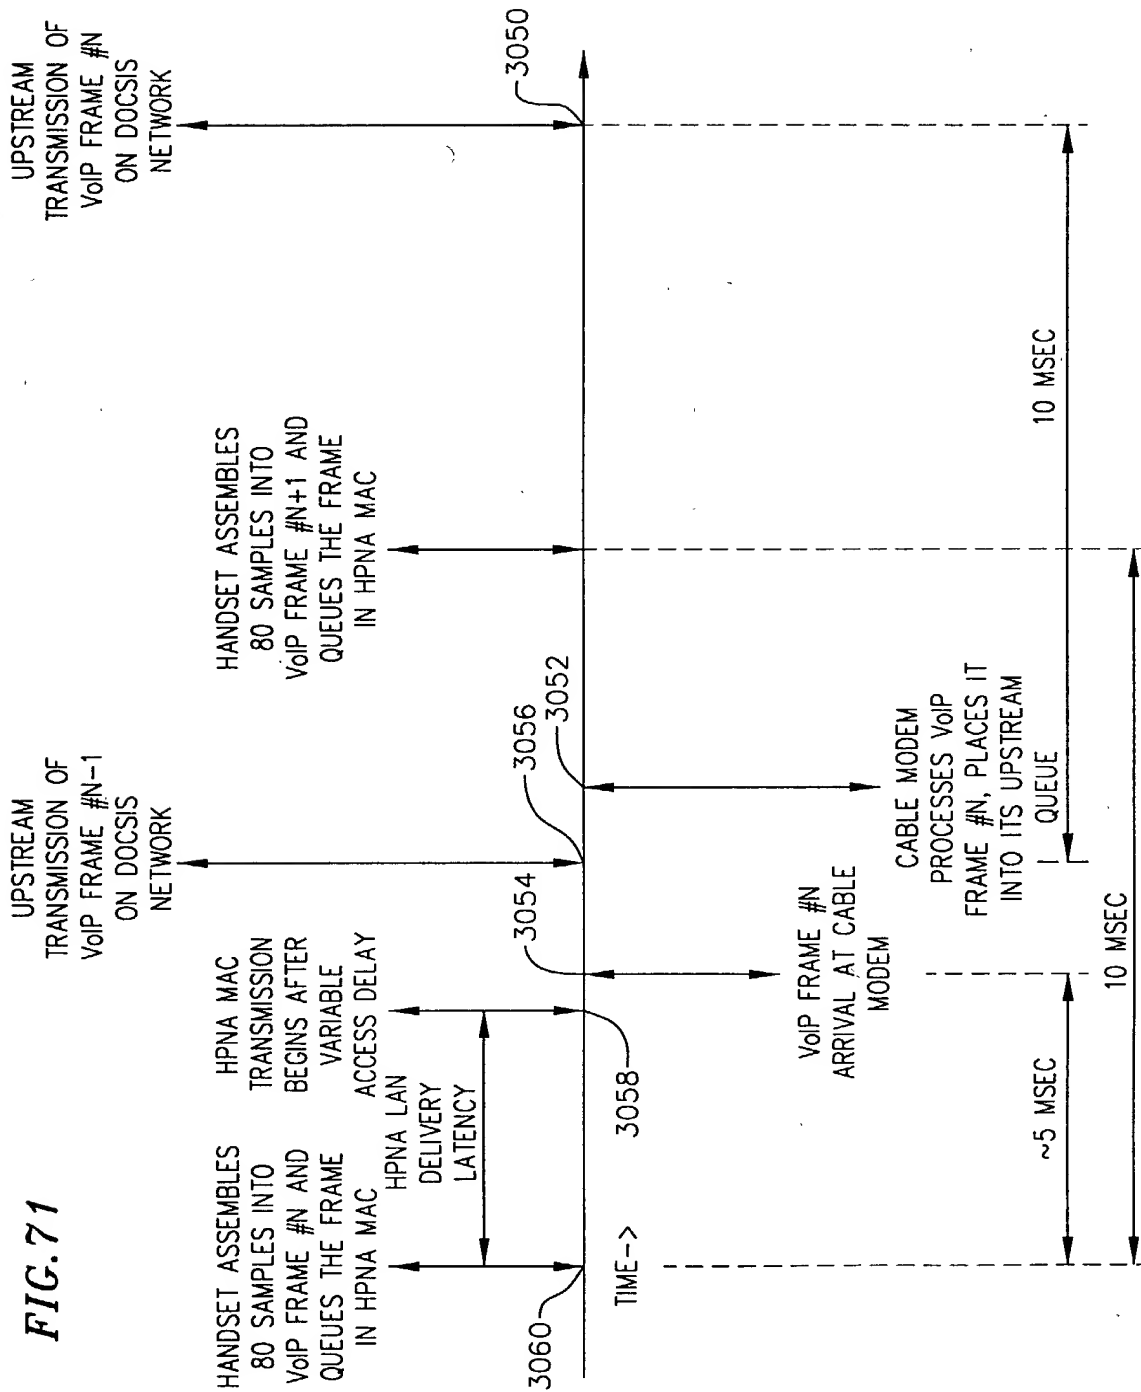 FIG.71
UPSTREAM
TRANSMISSION OF
VoIP FRAME #N-1
ON DOCSIS
NETWORK
UPSTREAM
TRANSMISSION OF
VoIP FRAME #N
ON DOCSIS
NETWORK
HANDSET ASSEMBLES
80 SAMPLES INTO
VoIP FRAME #N AND
QUEUES THE FRAME
IN HPNA MAC
HPNA MAC
TRANSMISSION
BEGINS AFTER
VARIABLE
ACCESS DELAY
HANDSET ASSEMBLES
80 SAMPLES INTO
VoIP FRAME #N+1 AND
QUEUES THE FRAME
IN HPNA MAC
HPNA LAN
DELIVERY
LATENCY
3060
3054
3056
3052
3050
3058
TIME->
VoIP FRAME #N
ARRIVAL AT CABLE
MODEM
CABLE MODEM
PROCESSES VoIP
FRAME #N, PLACES IT
INTO ITS UPSTREAM
QUEUE
~5 MSEC
10 MSEC
10 MSEC